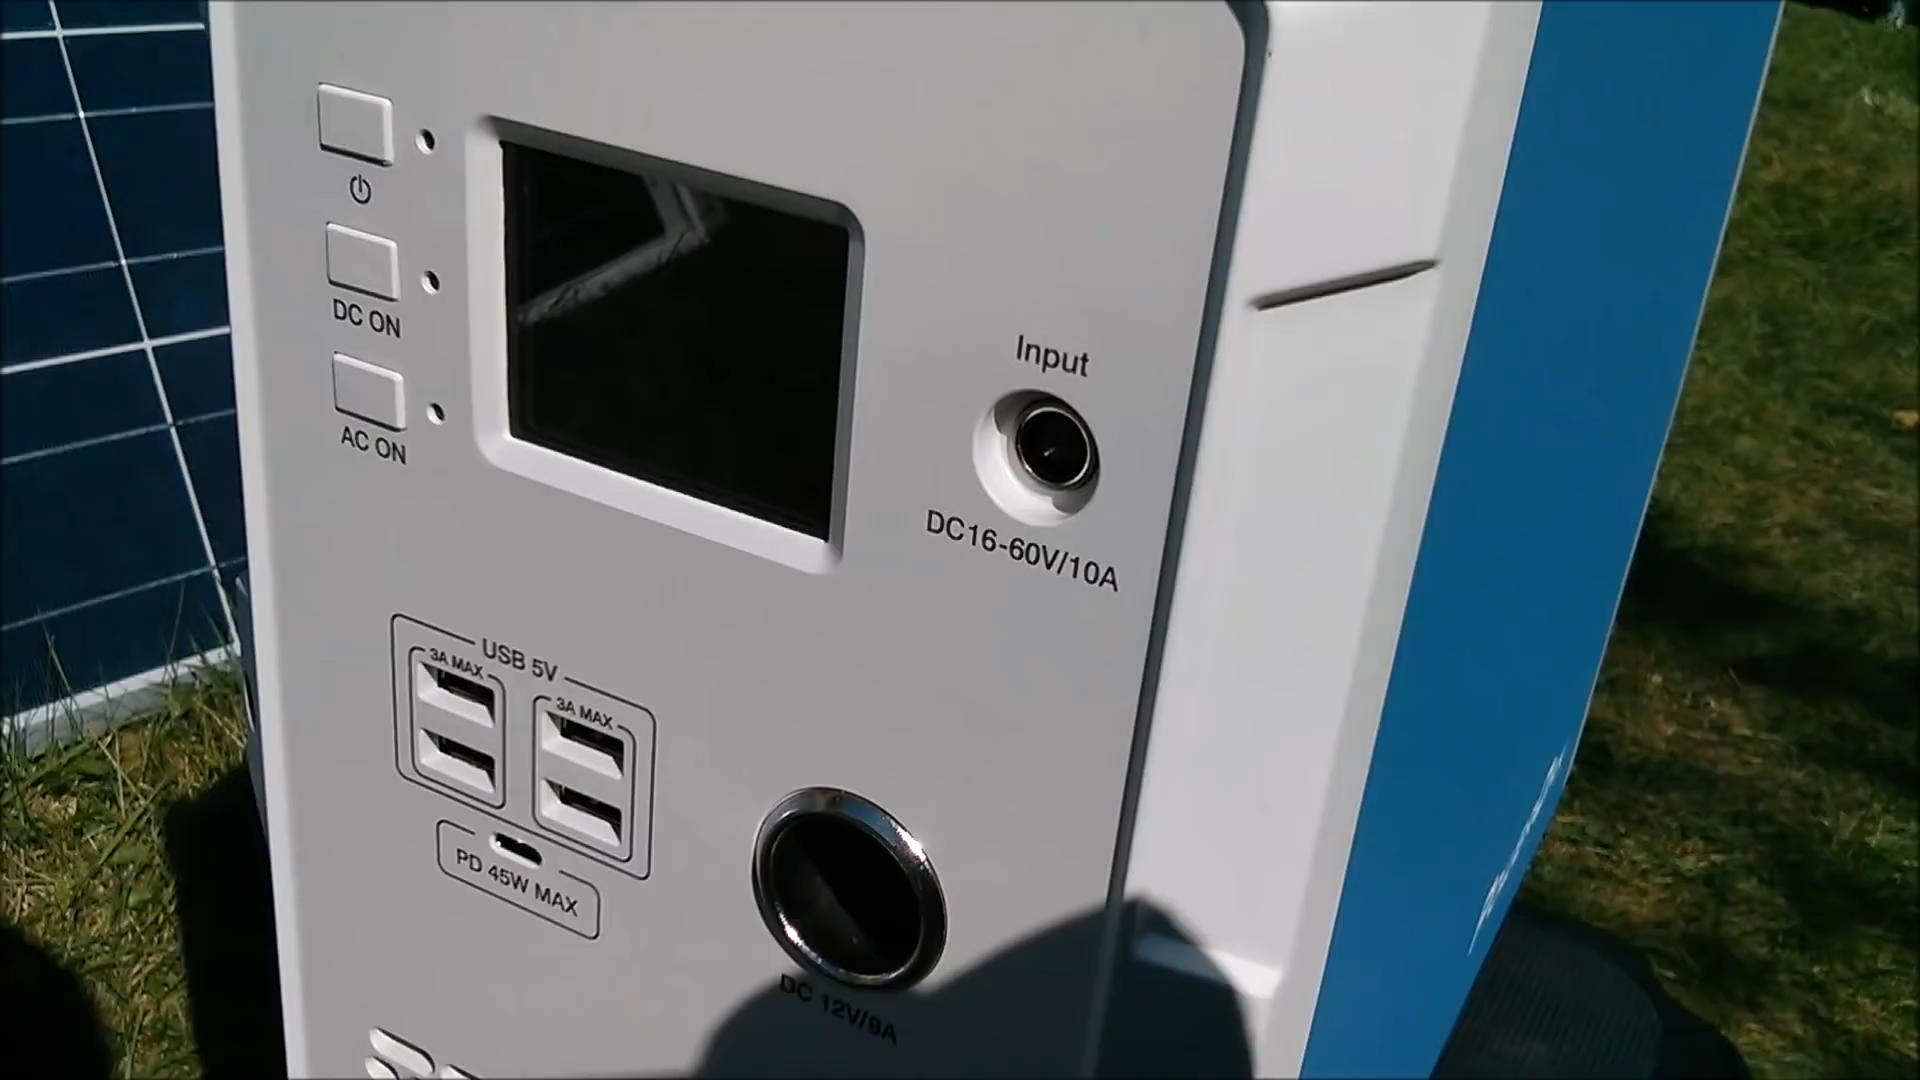 DC ON
AC ON
Input
DC16-60V/10A
USB 5V
3A MAX
3A MAX
PD 45W MAX
DC 12V/9A